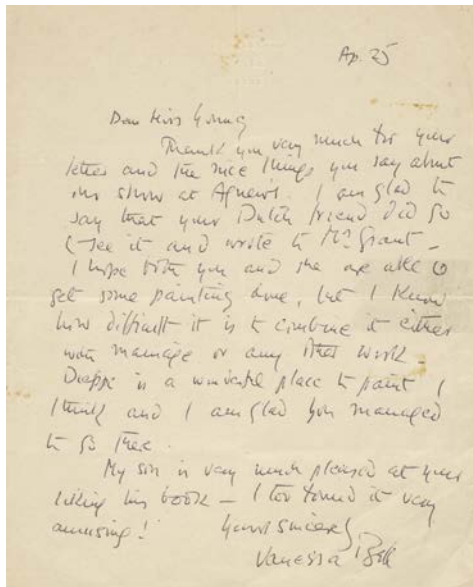 Ap. 25
Dear Miss Young
Thank you very much for your
letter and the nice things you say about
our show at Agnew's. I am glad to
say that your Dutch friend did go
to see it and wrote to Mr Grant –
I hope both you and she are able to
get some painting done, but I know
how difficult it is to combine it either
with marriage or any other work –
Dieppe is a wonderful place to paint I
think and I am glad you managed
to go there.
My son is very much pleased at your
liking his book – I too found it very
amusing!
Yours sincerely
Vanessa Bell